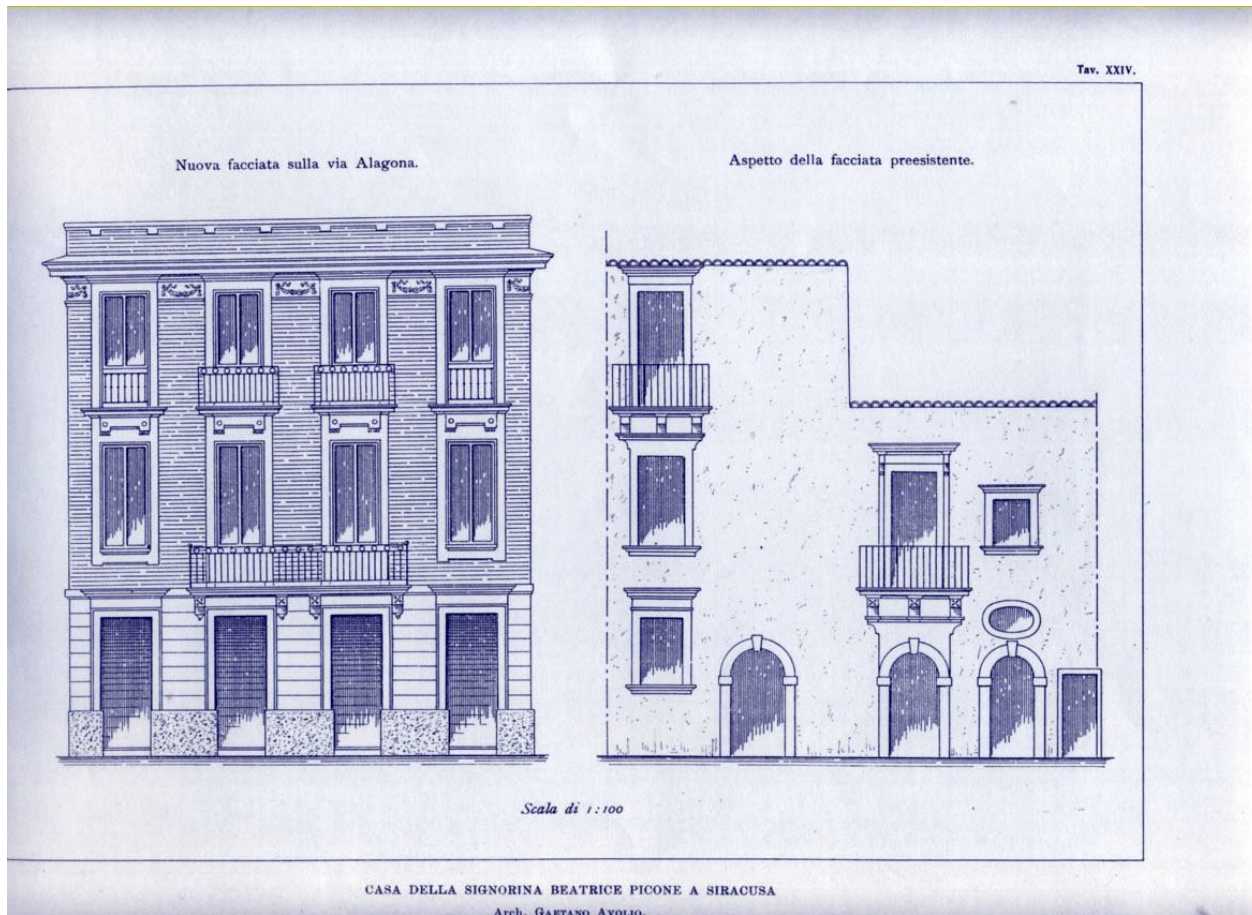 Tav. XXIV.
Nuova facciata sulla via Alagona.
Aspetto della facciata preesistente.
Scala di 1:100
CASA DELLA SIGNORINA BEATRICE PICONE A SIRACUSA
Arch. GAETANO AVOLIO.